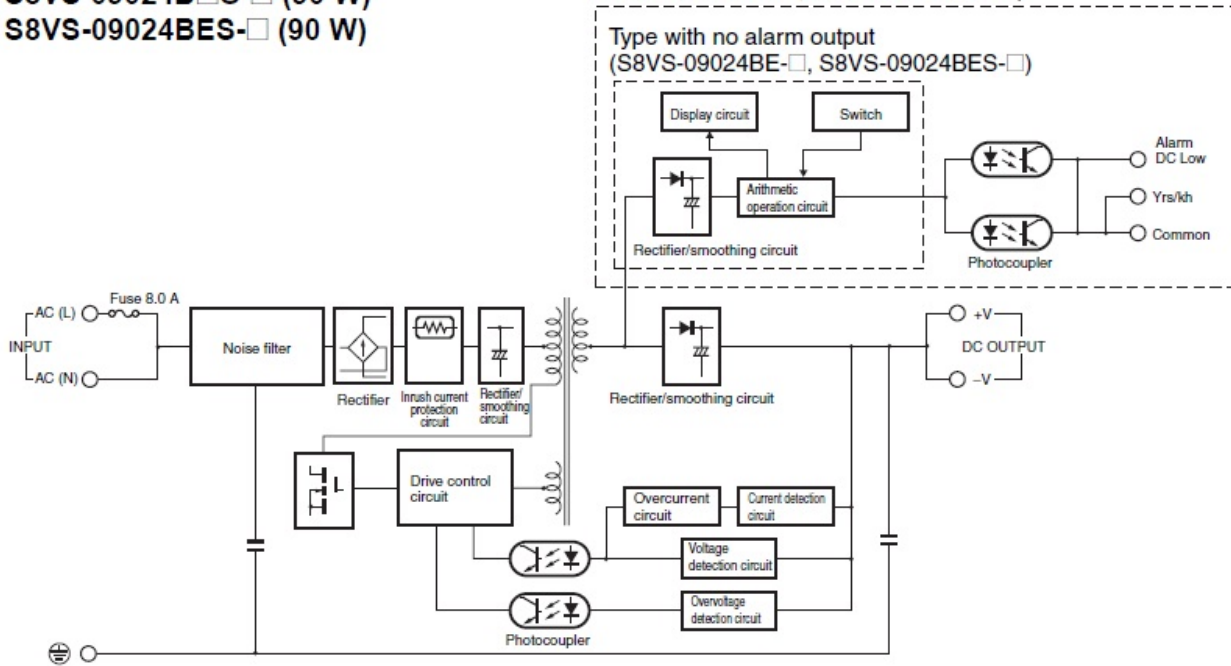 S8VS-09024BES-□ (90 W)
Type with no alarm output
(S8VS-09024BE-□, S8VS-09024BES-□)
Display circuit
Switch
Arithmetic
operation circuit
Rectifier/smoothing circuit
Alarm
DC Low
Yrs/kh
Common
Photocoupler
AC (L)
Fuse 8.0 A
INPUT
AC (N)
Noise filter
Rectifier
Inrush current
protection
circuit
Rectifier/
smoothing
circuit
Rectifier/smoothing circuit
+V
DC OUTPUT
–V
Drive control
circuit
Overcurrent
circuit
Current detection
circuit
Voltage
detection circuit
Overvoltage
detection circuit
Photocoupler